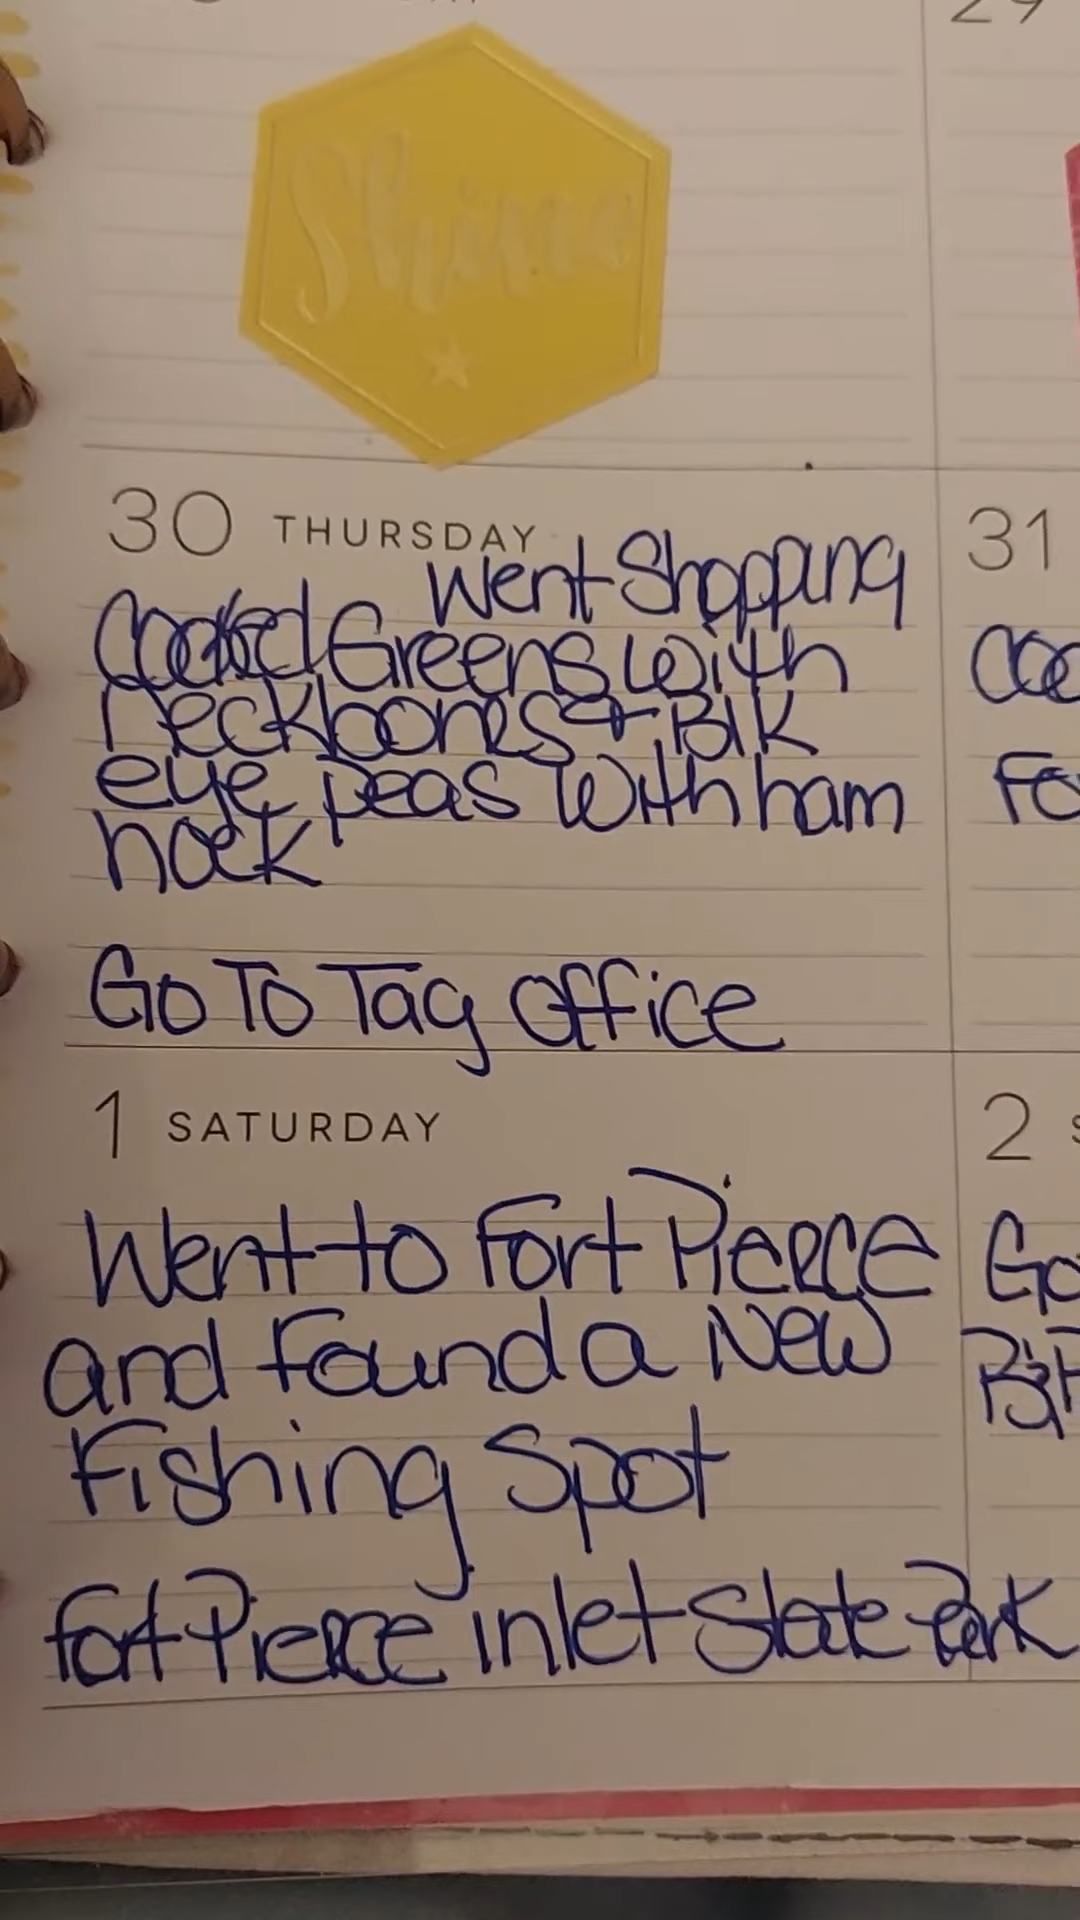 29
Shine
30 THURSDAY
31
Went Shopping
Cooked Greens with
neckbones + Blk
eye peas with ham
hock
Go To Tag Office
1 SATURDAY
2
Went to Fort Pierce
and found a New
Fishing Spot
Fort Pierce inlet State Park